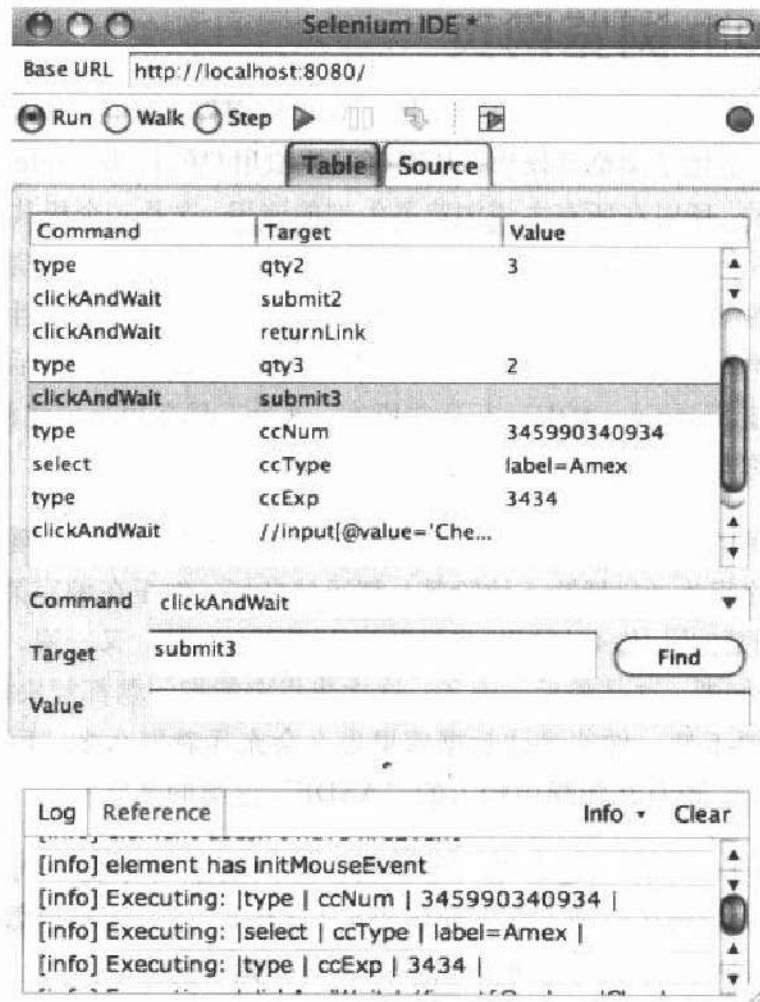 Selenium IDE *
Base URL http://localhost:8080/
Run Walk Step
Table Source
Command Target Value
type qty2 3
clickAndWait submit2
clickAndWait returnLink
type qty3 2
clickAndWait submit3
type ccNum 345990340934
select ccType label=Amex
type ccExp 3434
clickAndWait //input[@value='Che...
Command clickAndWait
Target submit3 Find
Value
Log Reference Info Clear
[info] element has initMouseEvent
[info] Executing: |type | ccNum | 345990340934 |
[info] Executing: |select | ccType | label=Amex |
[info] Executing: |type | ccExp | 3434 |